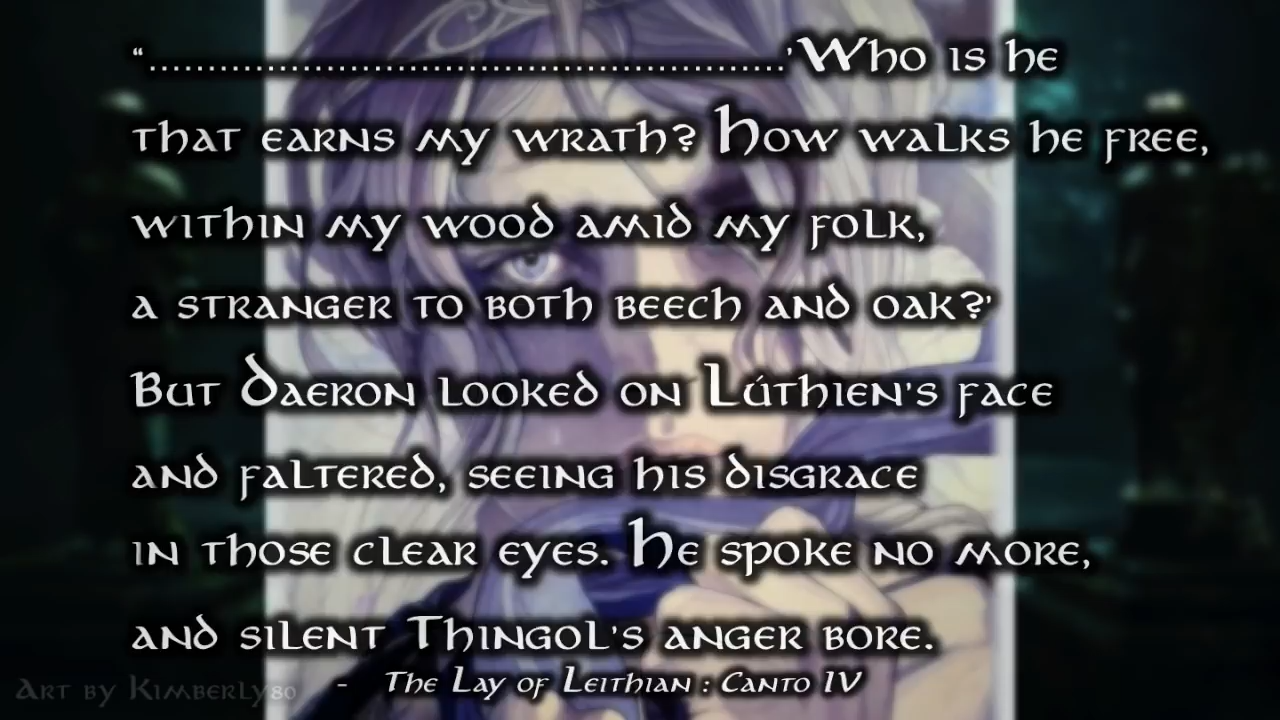 “......................................................'Who is he
that earns my wrath? How walks he free,
within my wood amid my folk,
a stranger to both beech and oak?'
But Daeron looked on Lúthien's face
and faltered, seeing his disgrace
in those clear eyes. He spoke no more,
and silent Thingol's anger bore.
- The Lay of Leithian : Canto IV
Art by Kimberly80